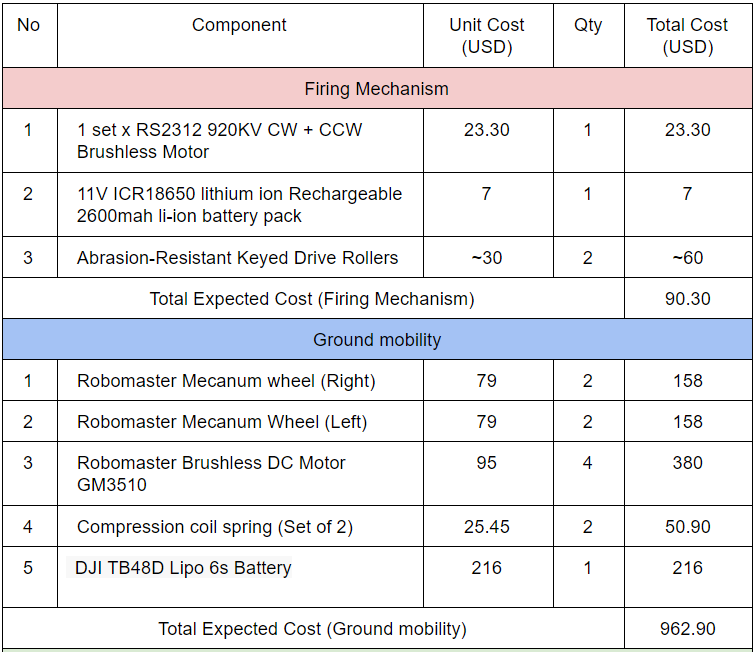 No Component Unit Cost (USD) Qty Total Cost (USD)
Firing Mechanism
1 1 set x RS2312 920KV CW + CCW Brushless Motor 23.30 1 23.30
2 11V ICR18650 lithium ion Rechargeable 2600mah li-ion battery pack 7 1 7
3 Abrasion-Resistant Keyed Drive Rollers ~30 2 ~60
Total Expected Cost (Firing Mechanism) 90.30
Ground mobility
1 Robomaster Mecanum wheel (Right) 79 2 158
2 Robomaster Mecanum Wheel (Left) 79 2 158
3 Robomaster Brushless DC Motor GM3510 95 4 380
4 Compression coil spring (Set of 2) 25.45 2 50.90
5 DJI TB48D Lipo 6s Battery 216 1 216
Total Expected Cost (Ground mobility) 962.90